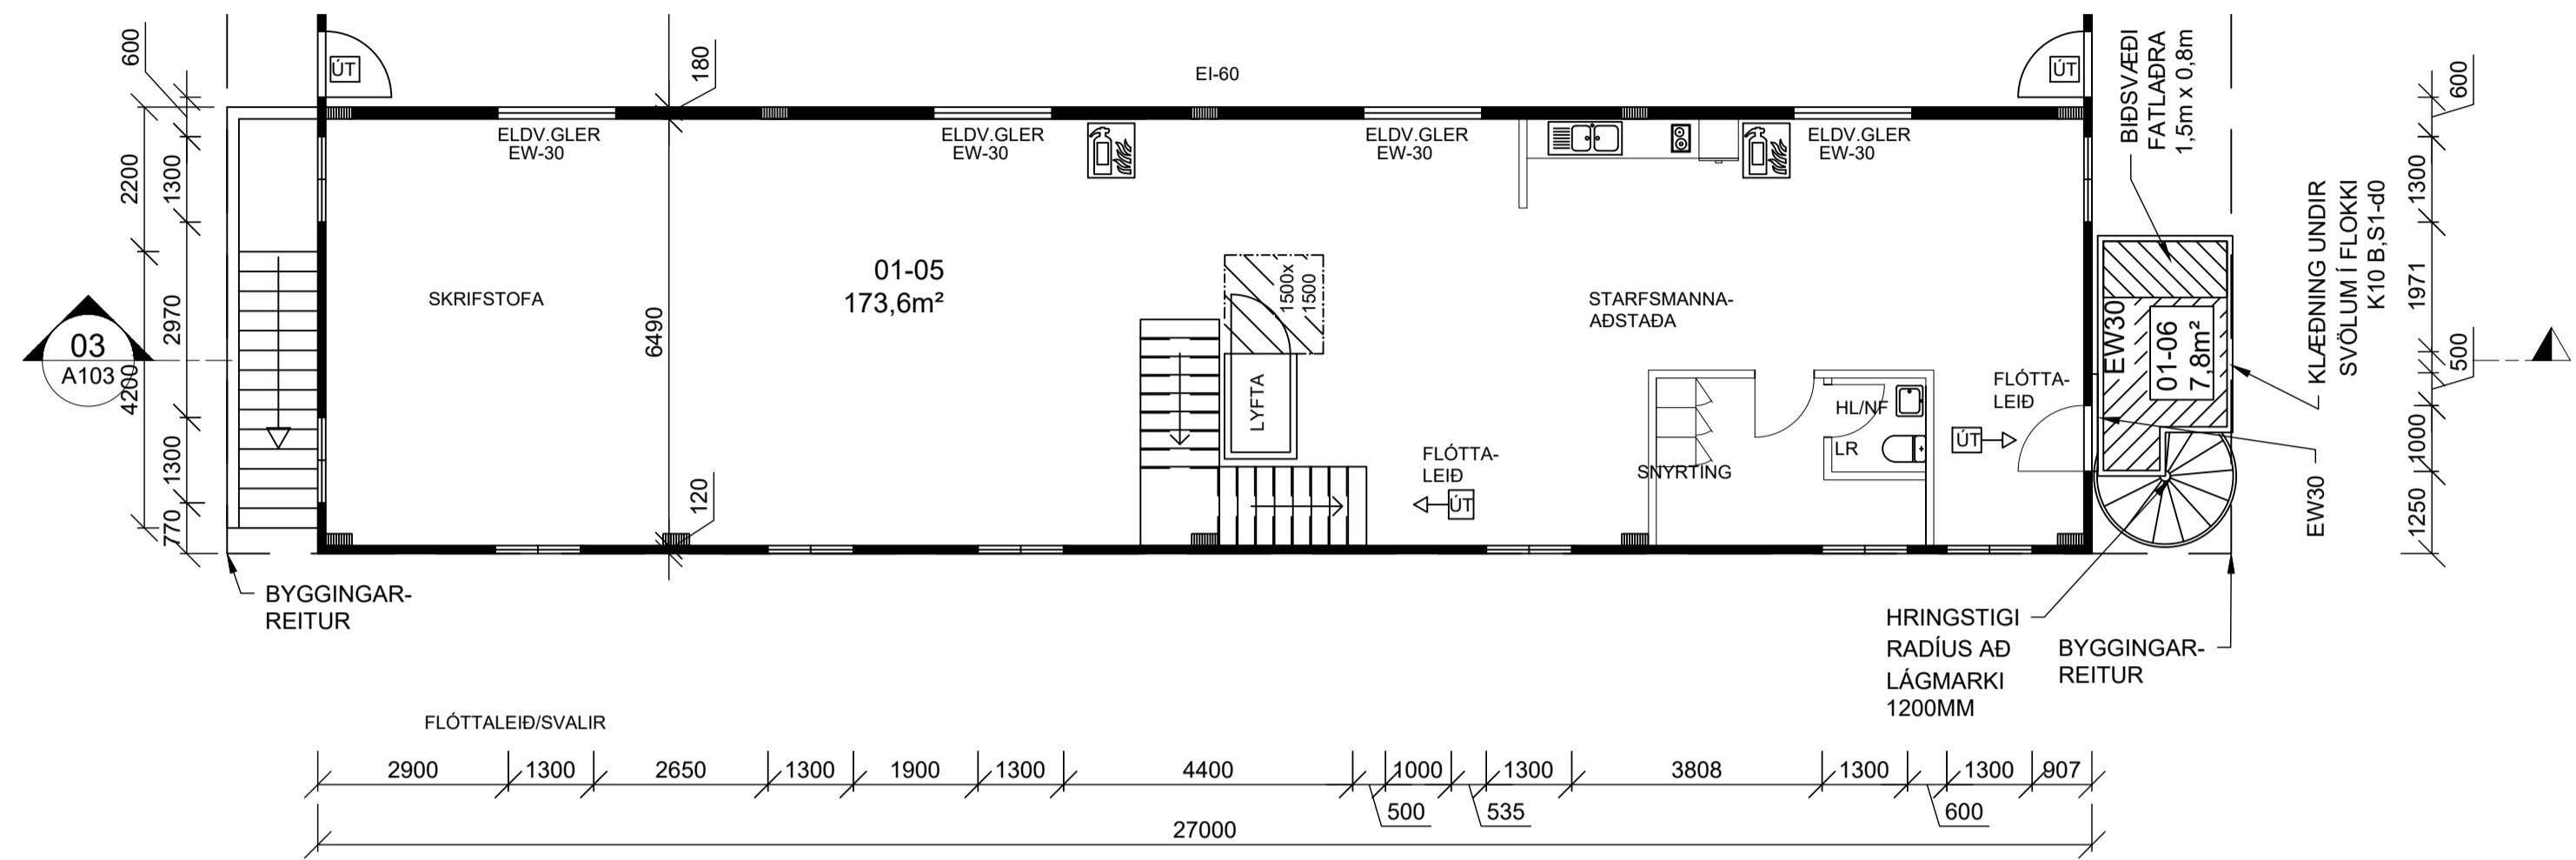 600
2200
1300
2970
4200
1300
770
03
A103
ÚT
180
EI-60
ÚT
BIÐSVÆÐI
FATLAÐRA
1,5m x 0,8m
600
ELDV.GLER
EW-30
ELDV.GLER
EW-30
ELDV.GLER
EW-30
ELDV.GLER
EW-30
SKRIFSTOFA
6490
01-05
173,6m²
1500x
1500
LYFTA
STARFSMANNA-
AÐSTAÐA
EW30
01-06
7,8m²
KLÆÐNING UNDIR
SVÖLUM Í FLOKKI
K10 B,S1-d0
1300
1971
500
1000
1250
FLÓTTA-
LEIÐ
HL/NF
LR
SNYRTING
ÚT
FLÓTTA-
LEIÐ
ÚT
120
EW30
BYGGINGAR-
REITUR
HRINGSTIGI
RADÍUS AÐ
LÁGMARKI
1200MM
BYGGINGAR-
REITUR
FLÓTTALEIÐ/SVALIR
2900
1300
2650
1300
1900
1300
4400
1000
1300
3808
1300
1300
907
500
535
600
27000